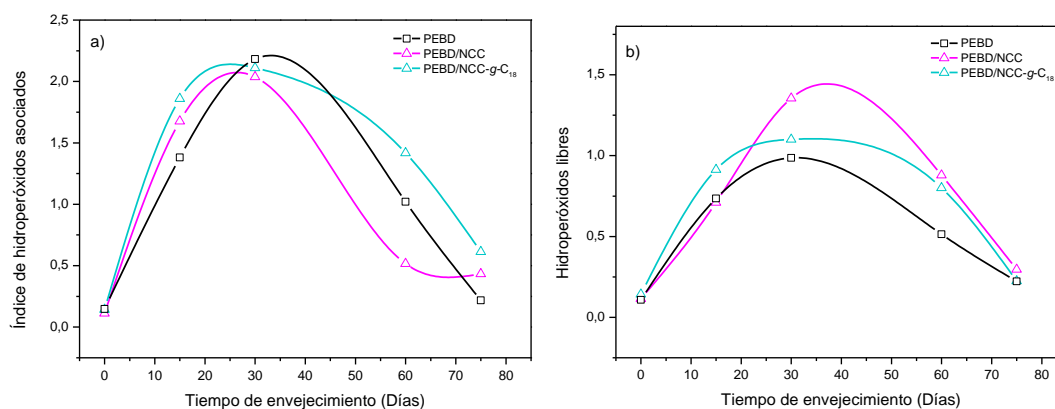 a)
PEBD
PEBD/NCC
PEBD/NCC-g-C₁₈
Índice de hidroperóxidos asociados
2,5
2,0
1,5
1,0
0,5
0,0
0 10 20 30 40 50 60 70 80
Tiempo de envejecimiento (Días)
b)
PEBD
PEBD/NCC
PEBD/NCC-g-C₁₈
Hidroperóxidos libres
1,5
1,0
0,5
0,0
0 10 20 30 40 50 60 70 80
Tiempo de envejecimiento (Días)